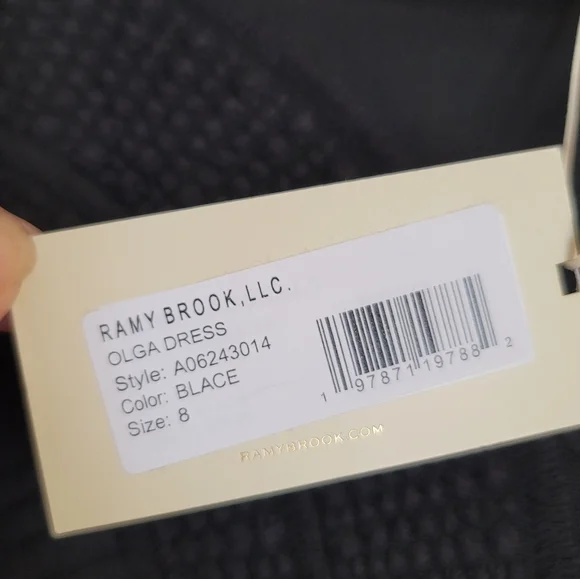 RAMY BROOK,LLC.
OLGA DRESS
Style: A06243014
Color: BLACE
Size: 8
1 97871 19788 2
RAMYBROOK.COM